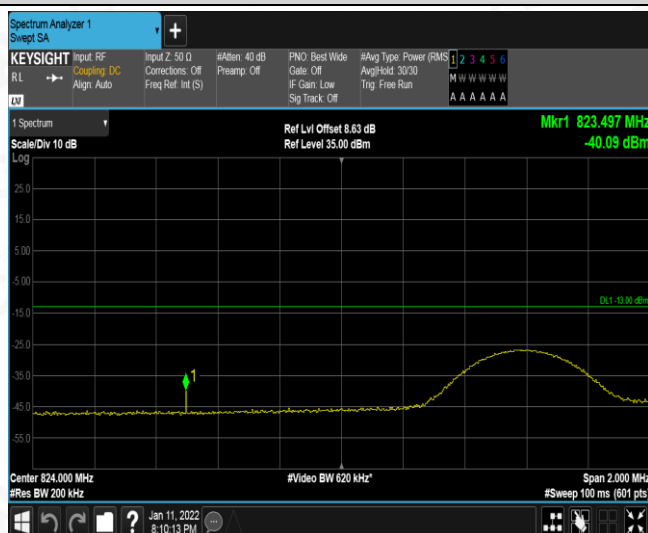 Spectrum Analyzer 1
Swept SA
+
KEYSIGHT
RL
Input: RF
Coupling: DC
Align: Auto
Input Z: 50 Ω
Corrections: Off
Freq Ref: Int (S)
#Atten: 40 dB
Preamp: Off
PNO: Best Wide
Gate: Off
IF Gain: Low
Sig Track: Off
#Avg Type: Power (RMS
Avg|Hold: 30/30
Trig: Free Run
1 2 3 4 5 6
M W W W W W
A A A A A A
1 Spectrum
Scale/Div 10 dB
Log
Ref Lvl Offset 8.63 dB
Ref Level 35.00 dBm
Mkr1 823.497 MHz
-40.09 dBm
25.0
15.0
5.00
-5.00
-15.0
-25.0
-35.0
-45.0
-55.0
DL1 -13.00 dBm
1
Center 824.000 MHz
#Res BW 200 kHz
#Video BW 620 kHz*
Span 2.000 MHz
#Sweep 100 ms (601 pts)
?
Jan 11, 2022
8:10:13 PM